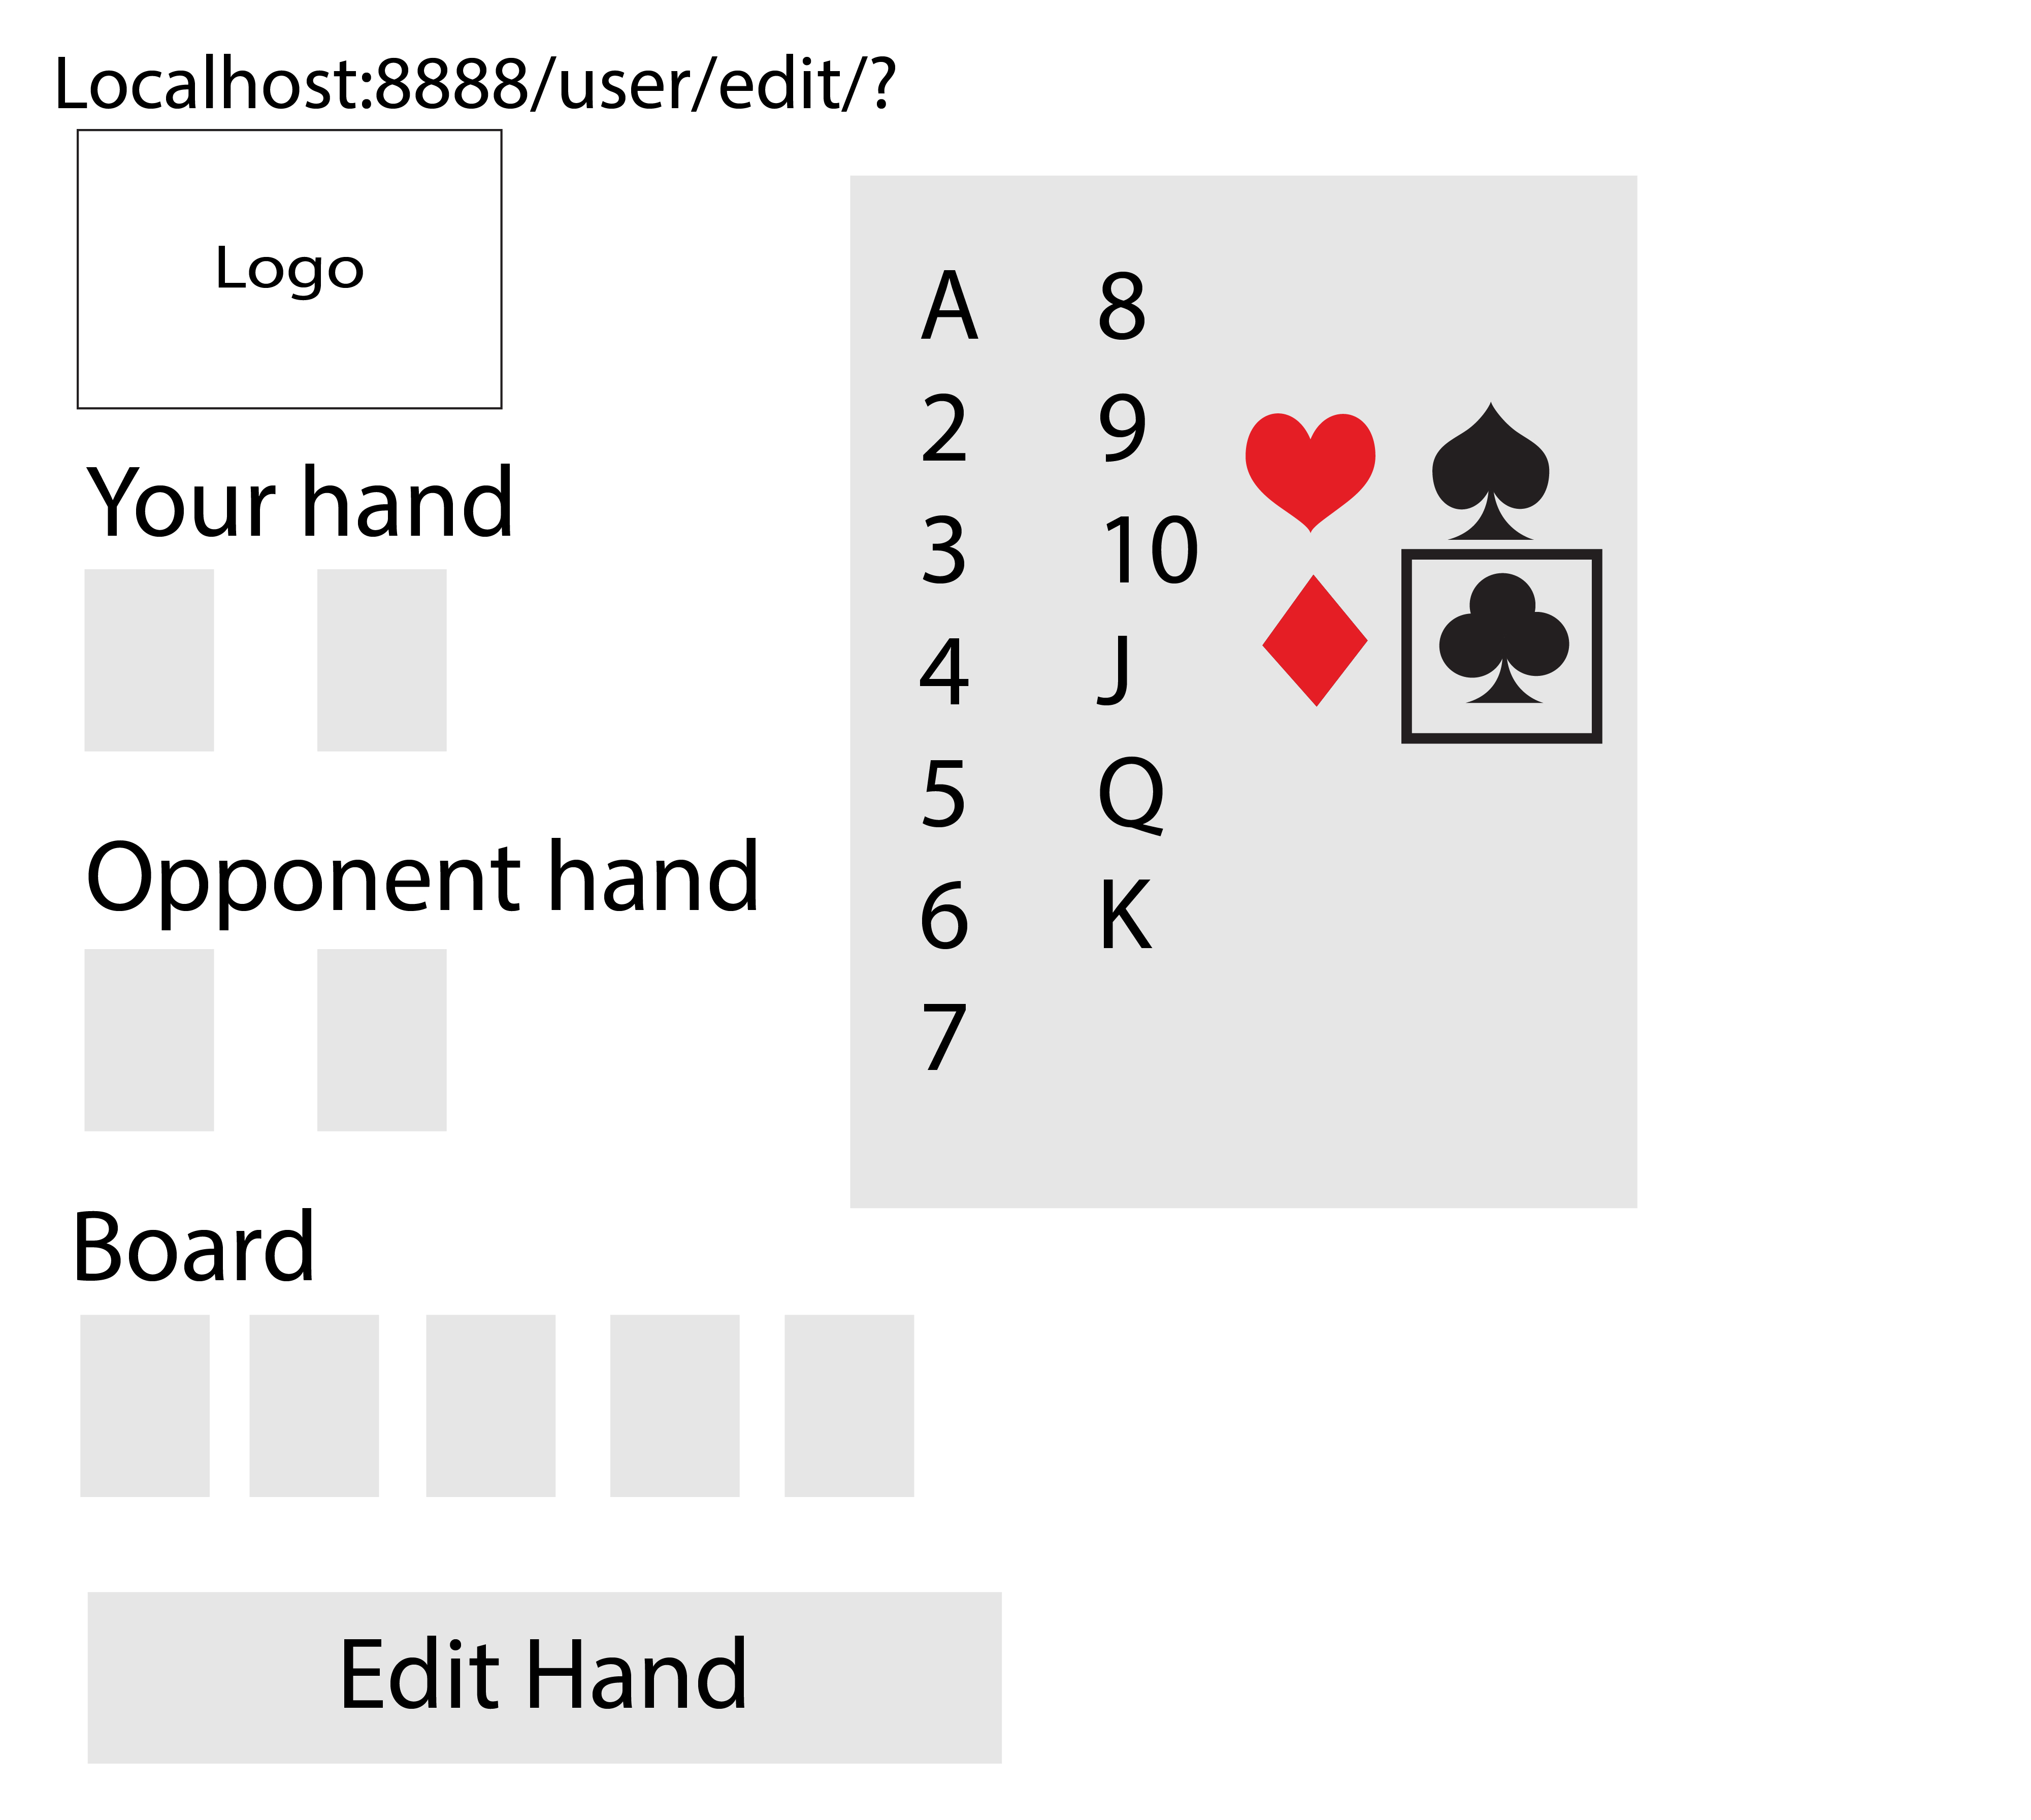 Localhost:8888/user/edit/?
Logo
Your hand
Opponent hand
Board
Edit Hand
A 8
2 9
3 10
4 J
5 Q
6 K
7